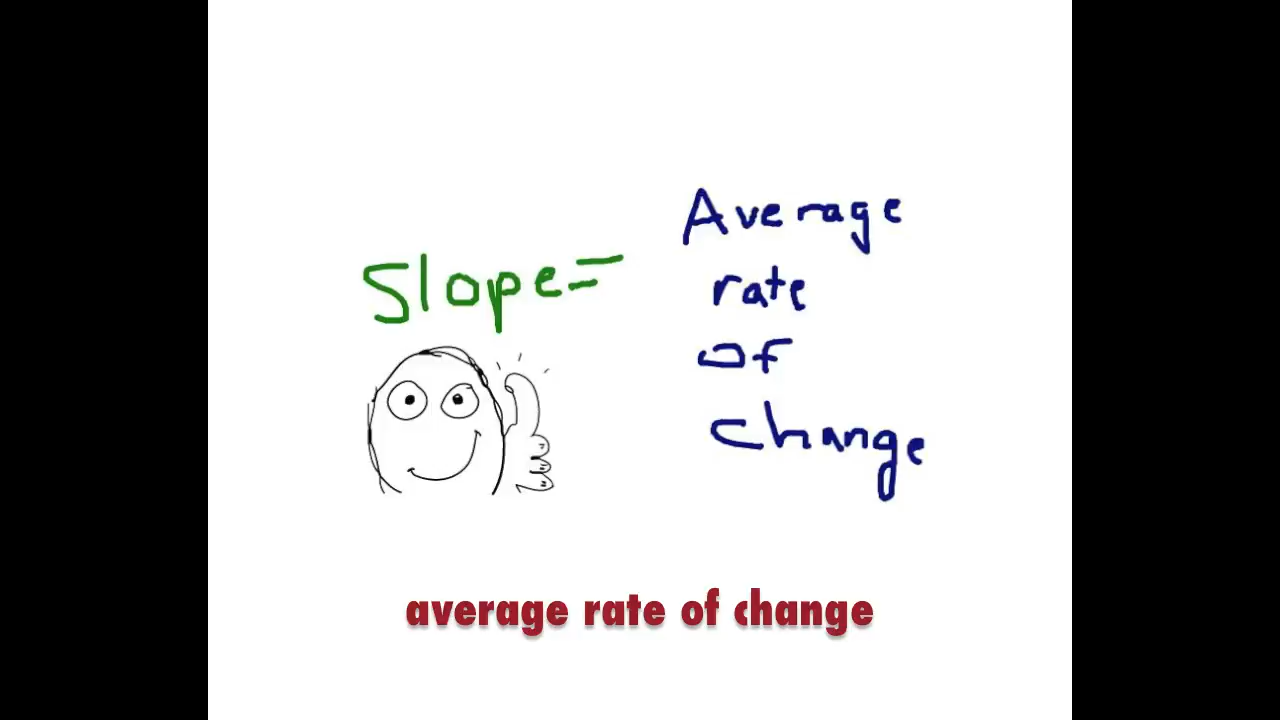 Slope=
Average
rate
of
change
average rate of change